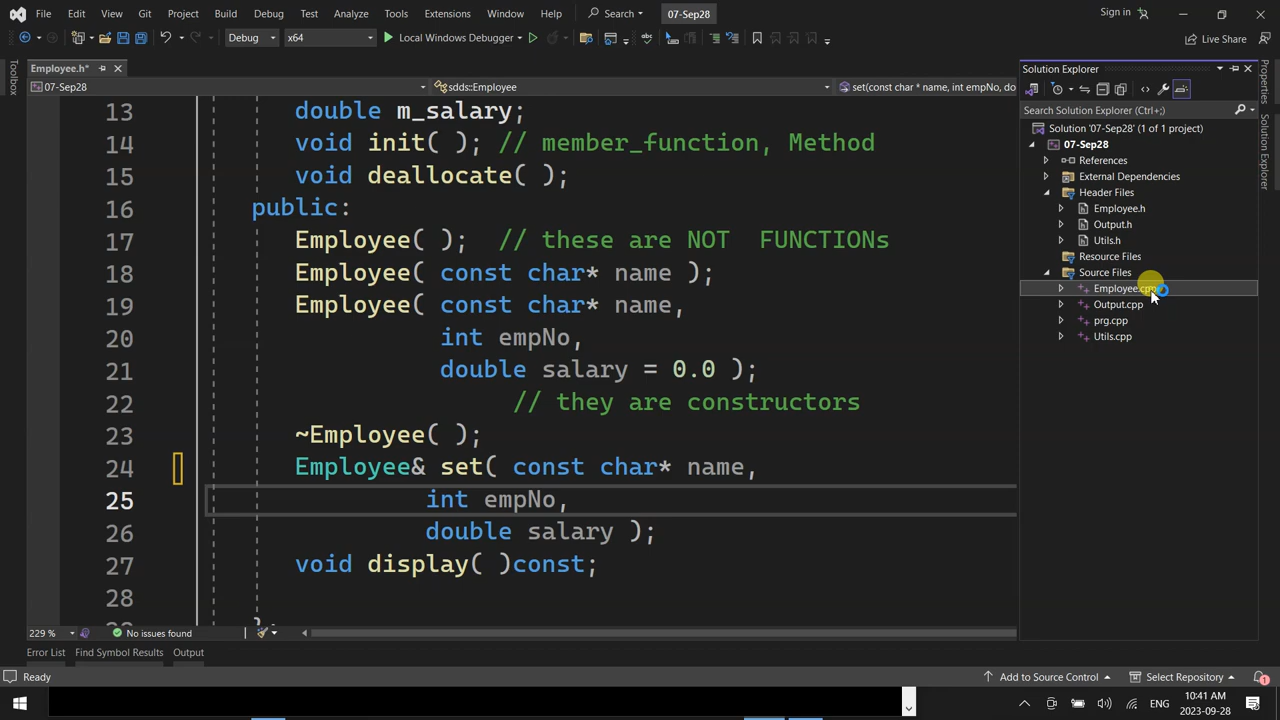 File Edit View Git Project Build Debug Test Analyze Tools Extensions Window Help Search 07-Sep28 Sign in
Debug x64 Local Windows Debugger Live Share
Toolbox
Employee.h*
07-Sep28 sdds::Employee set(const char * name, int empNo, do
13 double m_salary;
14 void init( ); // member_function, Method
15 void deallocate( );
16 public:
17 Employee( ); // these are NOT FUNCTIONs
18 Employee( const char* name );
19 Employee( const char* name,
20 int empNo,
21 double salary = 0.0 );
22 // they are constructors
23 ~Employee( );
24 Employee& set( const char* name,
25 int empNo,
26 double salary );
27 void display( )const;
28
229 % No issues found
Solution Explorer
Search Solution Explorer (Ctrl+;)
Solution '07-Sep28' (1 of 1 project)
07-Sep28
References
External Dependencies
Header Files
Employee.h
Output.h
Utils.h
Resource Files
Source Files
Employee.cpp
Output.cpp
prg.cpp
Utils.cpp
Properties
Solution Explorer
Error List Find Symbol Results Output
Ready Add to Source Control Select Repository 1
ENG 10:41 AM
2023-09-28